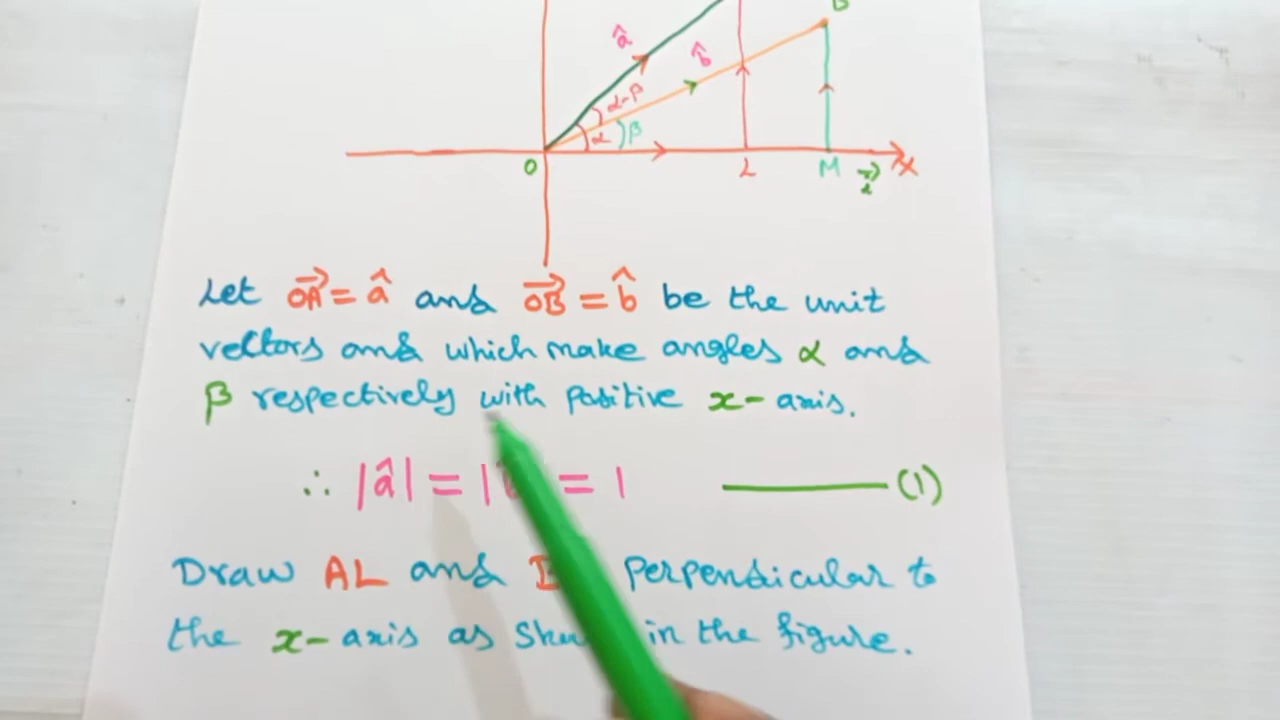 B
â
b̂
α-β
α
β
O
L
M
X
Let OA⃗ = â and OB⃗ = b̂ be the unit
vectors and which make angles α and
β respectively with positive x- axis.
∴ |â| = | = 1 (1)
Draw AL and perpendicular to
the x- axis as in the figure.